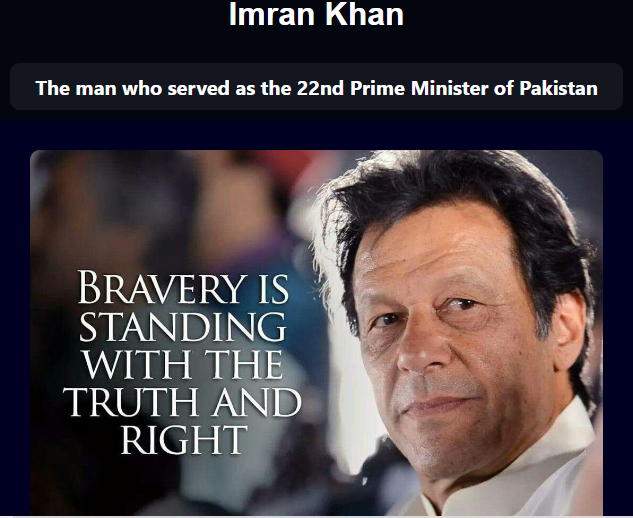 Imran Khan
The man who served as the 22nd Prime Minister of Pakistan
BRAVERY IS
STANDING
WITH THE
TRUTH AND
RIGHT